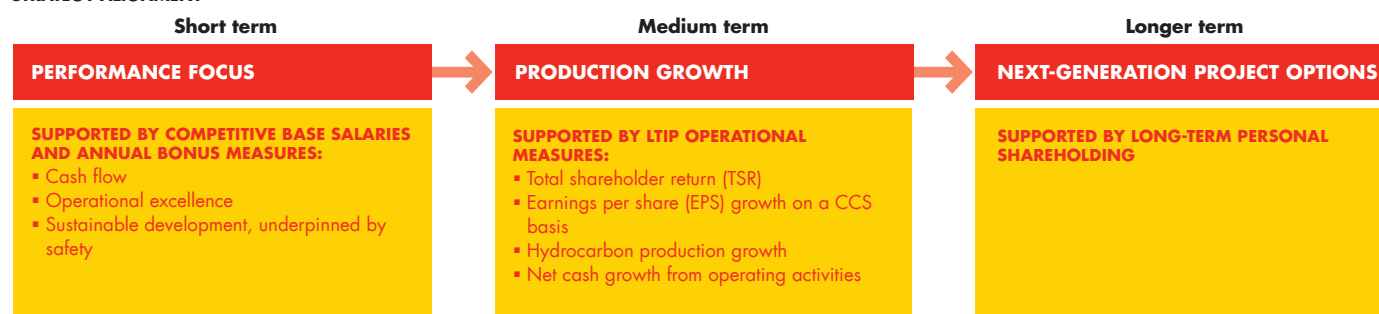 STRATEGY ALIGNMENT
Short term
Medium term
Longer term
PERFORMANCE FOCUS
PRODUCTION GROWTH
NEXT-GENERATION PROJECT OPTIONS
SUPPORTED BY COMPETITIVE BASE SALARIES
AND ANNUAL BONUS MEASURES:
▪ Cash flow
▪ Operational excellence
▪ Sustainable development, underpinned by
safety
SUPPORTED BY LTIP OPERATIONAL
MEASURES:
▪ Total shareholder return (TSR)
▪ Earnings per share (EPS) growth on a CCS
basis
▪ Hydrocarbon production growth
▪ Net cash growth from operating activities
SUPPORTED BY LONG-TERM PERSONAL
SHAREHOLDING